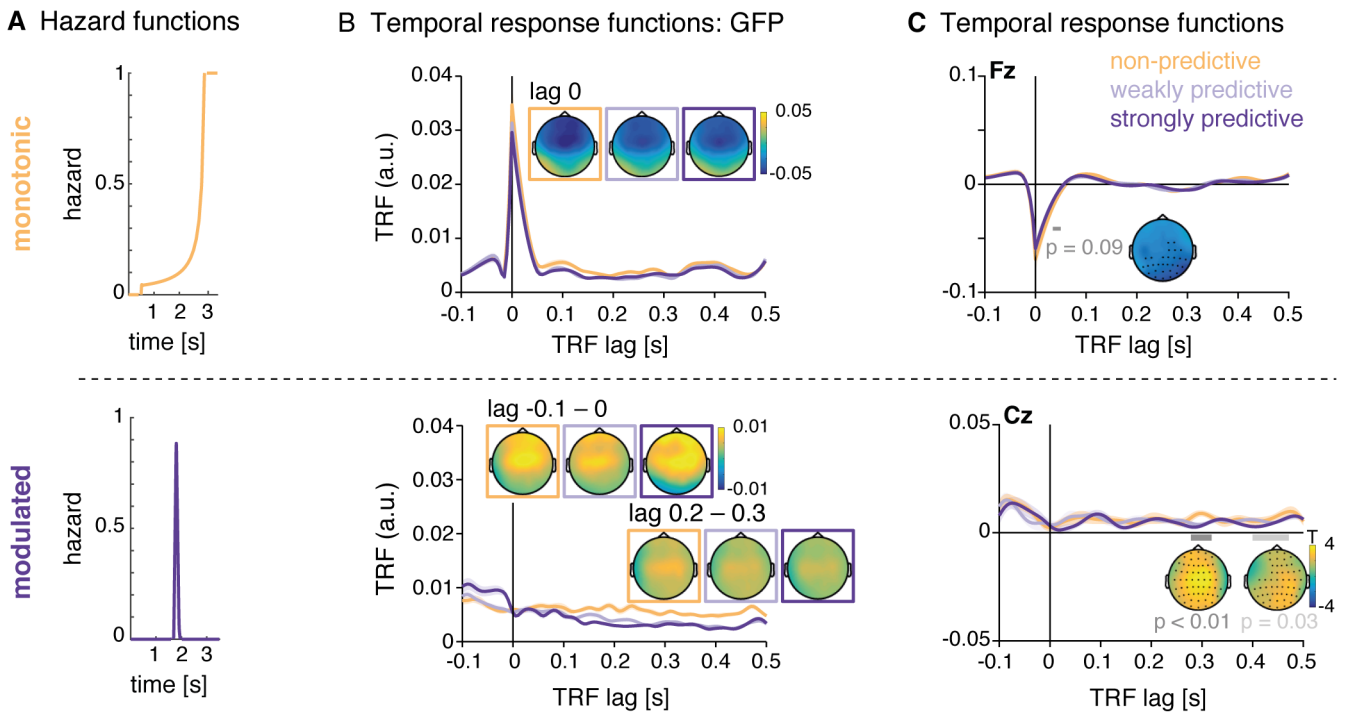 A Hazard functions
B Temporal response functions: GFP
C Temporal response functions
monotonic
hazard
1
0.5
0
1 2 3
time [s]
TRF (a.u.)
0.04
0.03
0.02
0.01
0
lag 0
0.05
-0.05
-0.1 0 0.1 0.2 0.3 0.4 0.5
TRF lag [s]
Fz
non-predictive
weakly predictive
strongly predictive
0.1
0
-0.1
p = 0.09
-0.1 0 0.1 0.2 0.3 0.4 0.5
TRF lag [s]
modulated
hazard
1
0.5
0
1 2 3
time [s]
TRF (a.u.)
0.04
0.03
0.02
0.01
0
lag -0.1 – 0
0.01
-0.01
lag 0.2 – 0.3
-0.1 0 0.1 0.2 0.3 0.4 0.5
TRF lag [s]
Cz
0.05
0
-0.05
T
4
-4
p < 0.01 p = 0.03
-0.1 0 0.1 0.2 0.3 0.4 0.5
TRF lag [s]